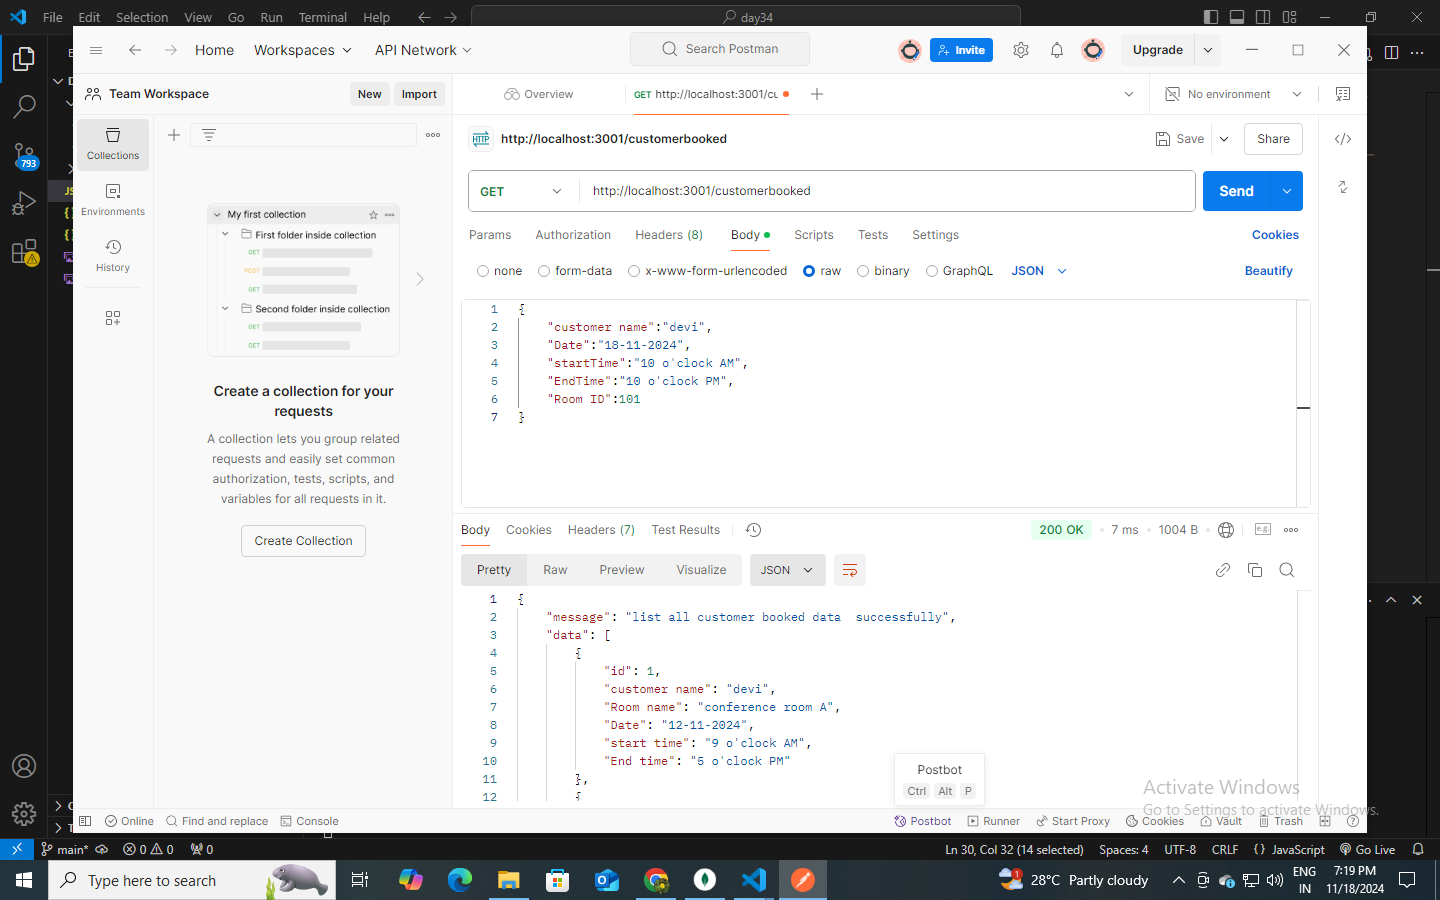 File Edit Selection View Go Run Terminal Help
day34
Home Workspaces API Network
Search Postman
Invite
Upgrade
Team Workspace
New Import
Overview
GET http://localhost:3001/cu
No environment
Collections
Environments
History
My first collection
First folder inside collection
GET
POST
GET
Second folder inside collection
GET
GET
Create a collection for your
requests
A collection lets you group related
requests and easily set common
authorization, tests, scripts, and
variables for all requests in it.
Create Collection
HTTP http://localhost:3001/customerbooked
Save Share
GET http://localhost:3001/customerbooked
Send
Params Authorization Headers (8) Body Scripts Tests Settings Cookies
none form-data x-www-form-urlencoded raw binary GraphQL JSON Beautify
1 {
2 "customer name":"devi",
3 "Date":"18-11-2024",
4 "startTime":"10 o'clock AM",
5 "EndTime":"10 o'clock PM",
6 "Room ID":101
7 }
Body Cookies Headers (7) Test Results
200 OK 7 ms 1004 B e.g.
Pretty Raw Preview Visualize JSON
1 {
2 "message": "list all customer booked data  successfully",
3 "data": [
4 {
5 "id": 1,
6 "customer name": "devi",
7 "Room name": "conference room A",
8 "Date": "12-11-2024",
9 "start time": "9 o'clock AM",
10 "End time": "5 o'clock PM"
11 },
12 {
Postbot
Ctrl Alt P
Activate Windows
Go to Settings to activate Windows.
Online Find and replace Console
Postbot Runner Start Proxy Cookies Vault Trash
793
main* 0 0 0
Ln 30, Col 32 (14 selected) Spaces: 4 UTF-8 CRLF {} JavaScript Go Live
Type here to search
1
28°C Partly cloudy
ENG
IN
7:19 PM
11/18/2024